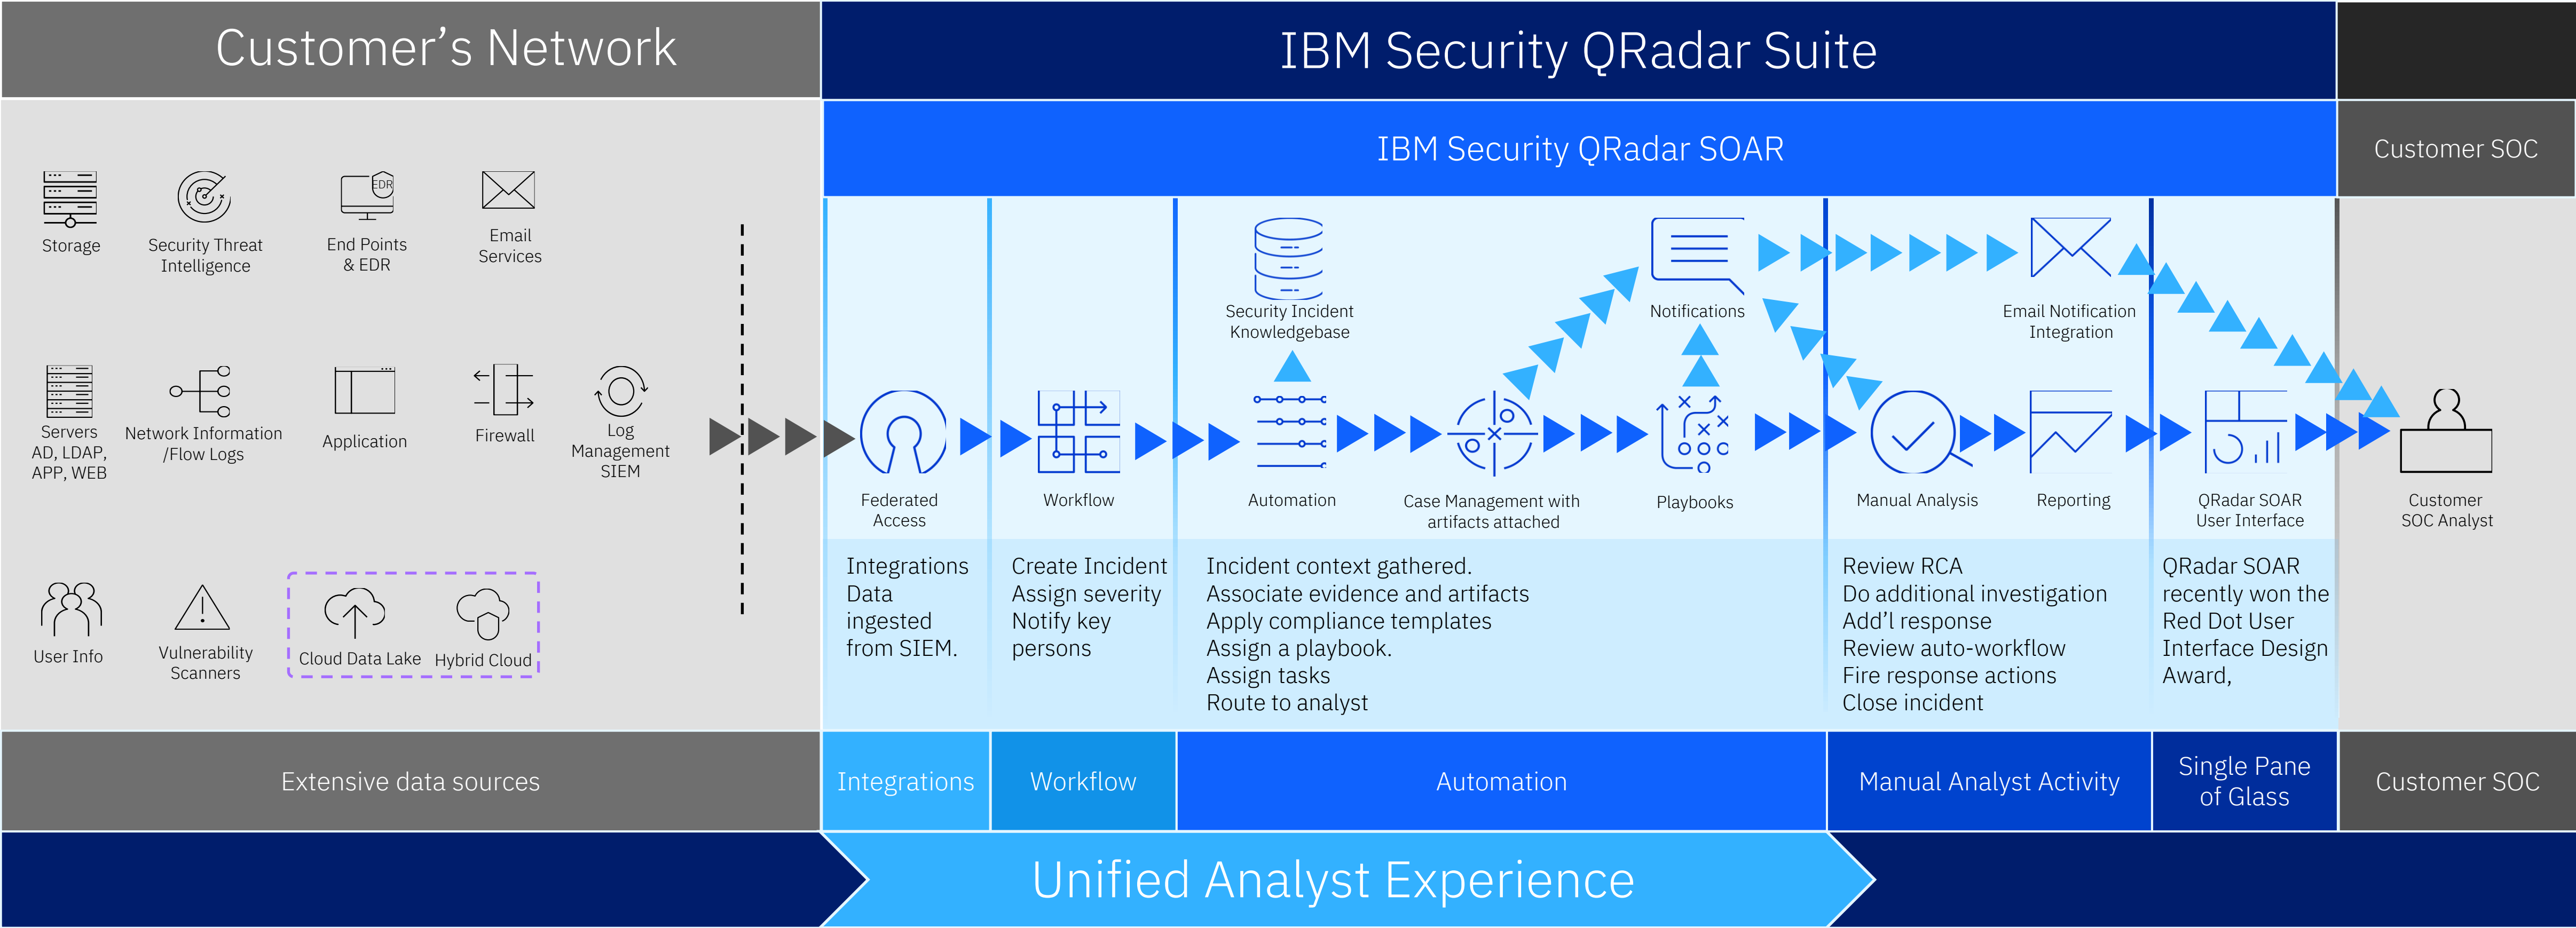 Customer’s Network
IBM Security QRadar Suite
IBM Security QRadar SOAR
Customer SOC
Storage
Security Threat
Intelligence
EDR
End Points
& EDR
Email
Services
Servers
AD, LDAP,
APP, WEB
Network Information
/Flow Logs
Application
Firewall
Log
Management
SIEM
User Info
Vulnerability
Scanners
Cloud Data Lake
Hybrid Cloud
Security Incident
Knowledgebase
Notifications
Email Notification
Integration
Federated
Access
Workflow
Automation
Case Management with
artifacts attached
Playbooks
Manual Analysis
Reporting
QRadar SOAR
User Interface
Customer
SOC Analyst
Integrations
Data
ingested
from SIEM.
Create Incident
Assign severity
Notify key
persons
Incident context gathered.
Associate evidence and artifacts
Apply compliance templates
Assign a playbook.
Assign tasks
Route to analyst
Review RCA
Do additional investigation
Add’l response
Review auto-workflow
Fire response actions
Close incident
QRadar SOAR
recently won the
Red Dot User
Interface Design
Award,
Extensive data sources
Integrations
Workflow
Automation
Manual Analyst Activity
Single Pane
of Glass
Customer SOC
Unified Analyst Experience